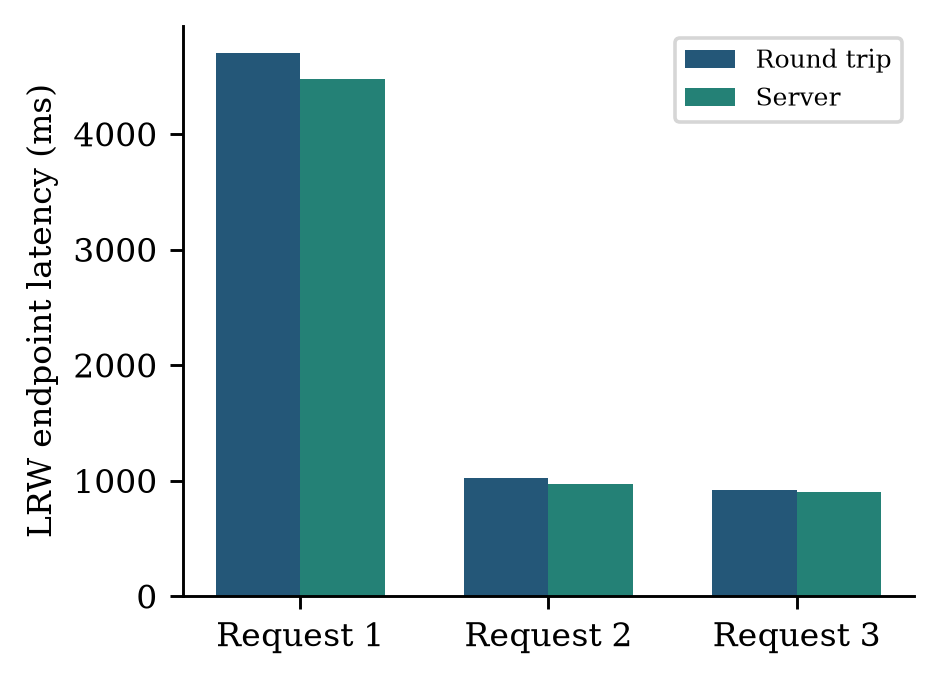 LRW endpoint latency (ms)
4000
3000
2000
1000
0
Round trip
Server
Request 1
Request 2
Request 3